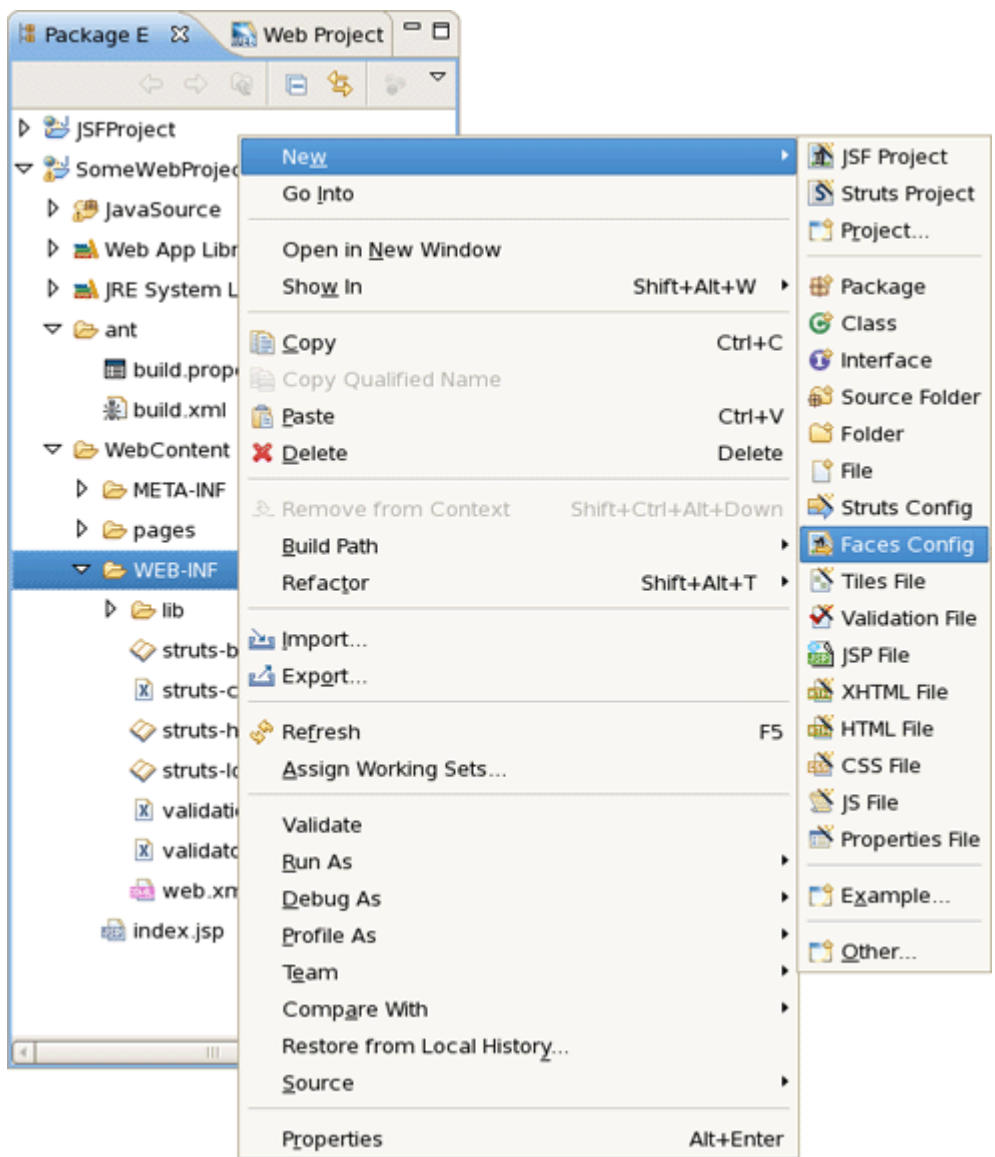 Package E
Web Project
JSFProject
SomeWebProjec
JavaSource
Web App Libr
JRE System L
ant
build.prope
build.xml
WebContent
META-INF
pages
WEB-INF
lib
struts-b
struts-c
struts-h
struts-lo
validatio
validato
web.xm
index.jsp
New
Go Into
Open in New Window
Show In Shift+Alt+W
Copy Ctrl+C
Copy Qualified Name
Paste Ctrl+V
Delete Delete
Remove from Context Shift+Ctrl+Alt+Down
Build Path
Refactor Shift+Alt+T
Import...
Export...
Refresh F5
Assign Working Sets...
Validate
Run As
Debug As
Profile As
Team
Compare With
Restore from Local History...
Source
Properties Alt+Enter
JSF Project
Struts Project
Project...
Package
Class
Interface
Source Folder
Folder
File
Struts Config
Faces Config
Tiles File
Validation File
JSP File
XHTML File
HTML File
CSS File
JS File
Properties File
Example...
Other...